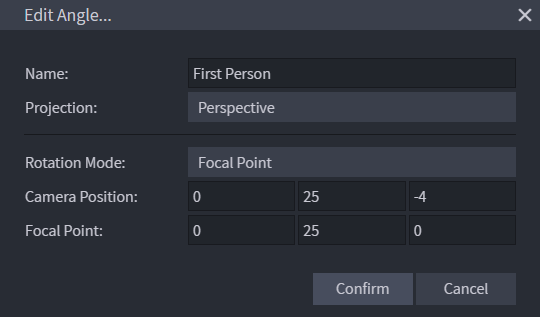 Edit Angle...
Name: First Person
Projection: Perspective
Rotation Mode: Focal Point
Camera Position: 0 25 -4
Focal Point: 0 25 0
Confirm Cancel